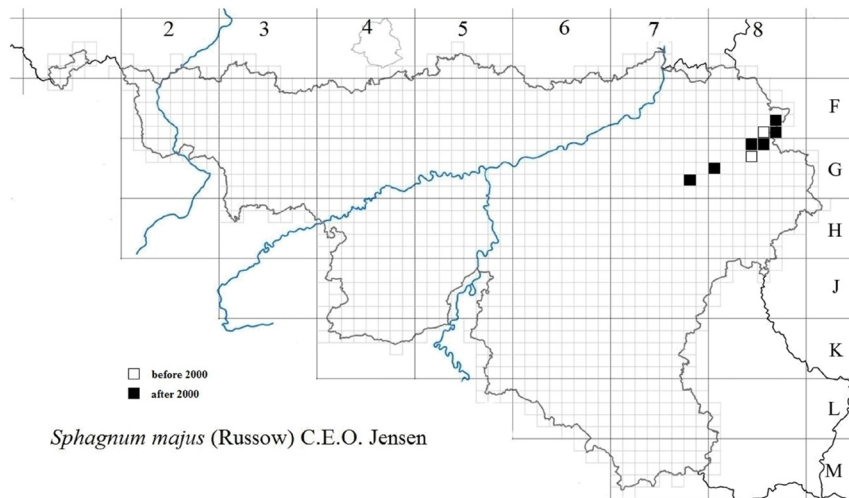 2 3 4 5 6 7 8
F
G
H
J
K
L
M
before 2000
after 2000
Sphagnum majus (Russow) C.E.O. Jensen